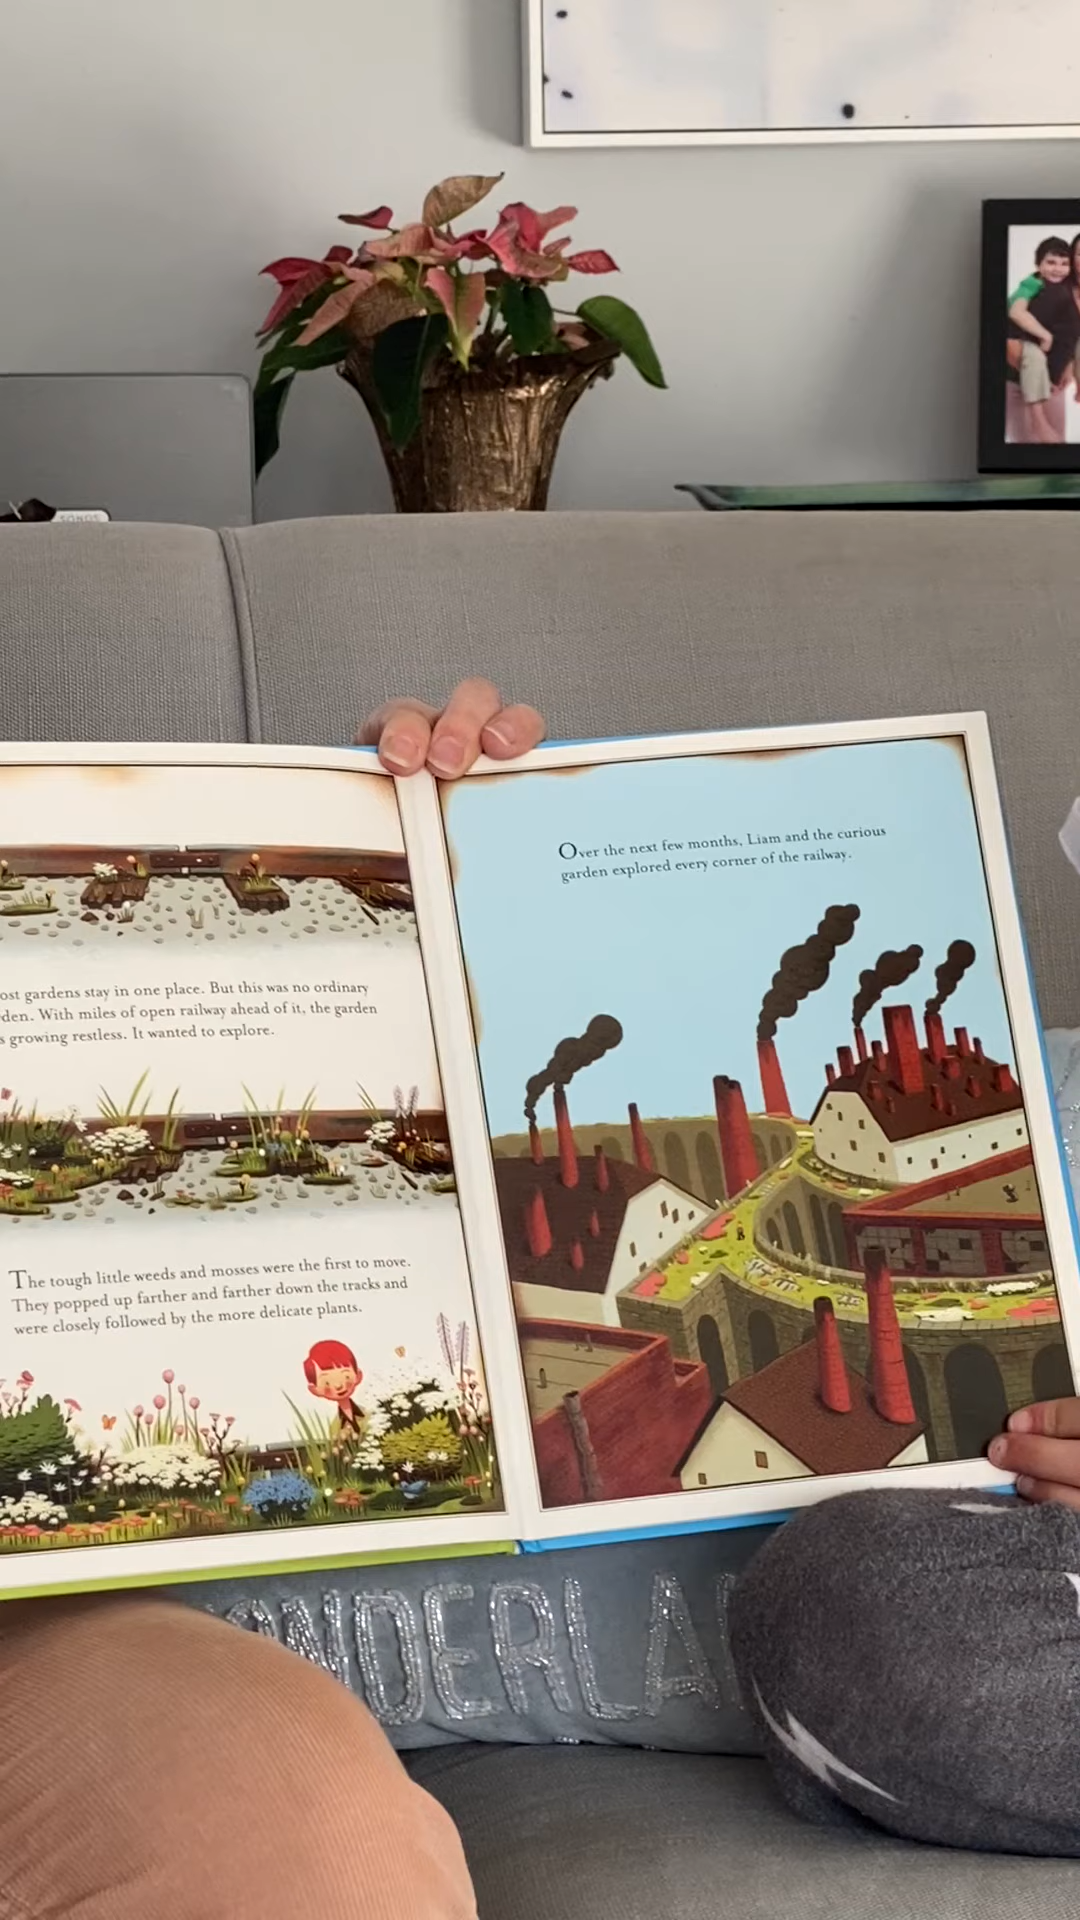 SONOS
ost gardens stay in one place. But this was no ordinary
den. With miles of open railway ahead of it, the garden
s growing restless. It wanted to explore.
The tough little weeds and mosses were the first to move.
They popped up farther and farther down the tracks and
were closely followed by the more delicate plants.
Over the next few months, Liam and the curious
garden explored every corner of the railway.
ONDERLA